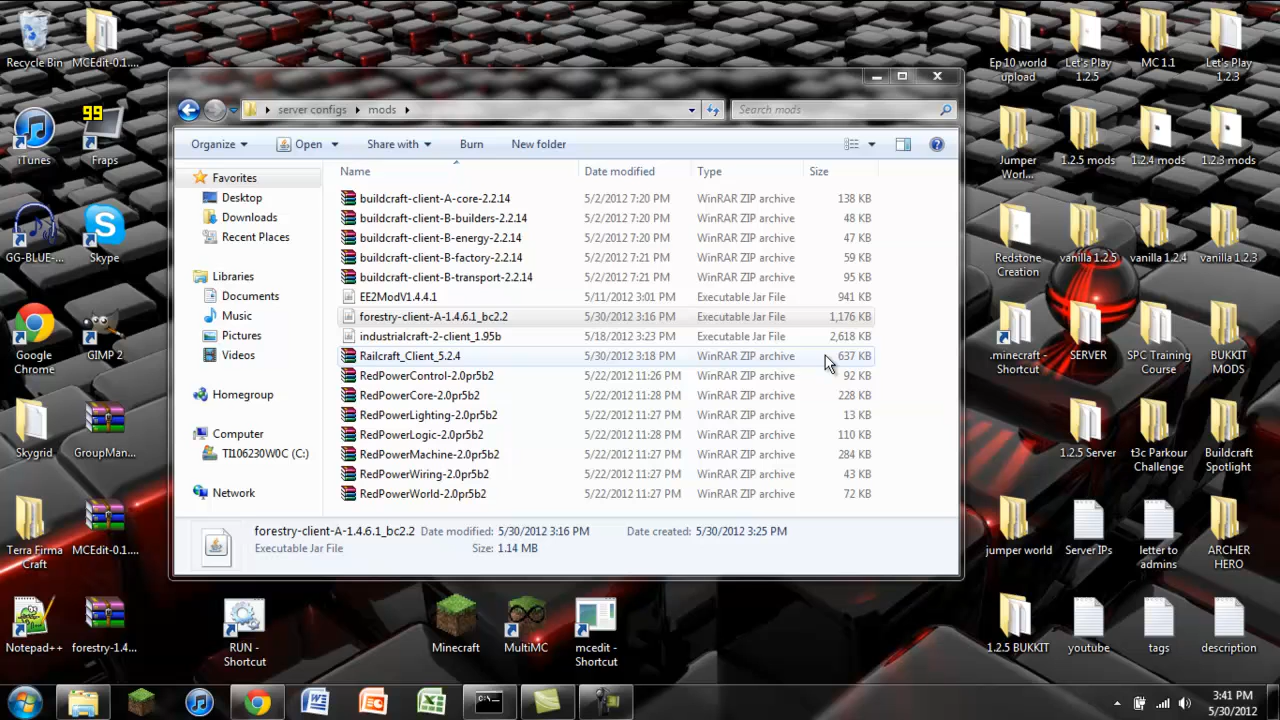 Recycle Bin
MCEdit-0.1....
iTunes
99
Fraps
GG-BLUE-...
Skype
Google
Chrome
GIMP 2
Skygrid
GroupMan...
Terra Firma
Craft
MCEdit-0.1....
Notepad++
forestry-1.4...
server configs
mods
Search mods
Organize
Open
Share with
Burn
New folder
Favorites
Desktop
Downloads
Recent Places
Libraries
Documents
Music
Pictures
Videos
Homegroup
Computer
TI106230W0C (C:)
Network
Name Date modified Type Size
buildcraft-client-A-core-2.2.14 5/2/2012 7:20 PM WinRAR ZIP archive 138 KB
buildcraft-client-B-builders-2.2.14 5/2/2012 7:20 PM WinRAR ZIP archive 48 KB
buildcraft-client-B-energy-2.2.14 5/2/2012 7:20 PM WinRAR ZIP archive 47 KB
buildcraft-client-B-factory-2.2.14 5/2/2012 7:21 PM WinRAR ZIP archive 59 KB
buildcraft-client-B-transport-2.2.14 5/2/2012 7:21 PM WinRAR ZIP archive 95 KB
EE2ModV1.4.4.1 5/11/2012 3:01 PM Executable Jar File 941 KB
forestry-client-A-1.4.6.1_bc2.2 5/30/2012 3:16 PM Executable Jar File 1,176 KB
industrialcraft-2-client_1.95b 5/18/2012 3:23 PM Executable Jar File 2,618 KB
Railcraft_Client_5.2.4 5/30/2012 3:18 PM WinRAR ZIP archive 637 KB
RedPowerControl-2.0pr5b2 5/22/2012 11:26 PM WinRAR ZIP archive 92 KB
RedPowerCore-2.0pr5b2 5/22/2012 11:28 PM WinRAR ZIP archive 228 KB
RedPowerLighting-2.0pr5b2 5/22/2012 11:27 PM WinRAR ZIP archive 13 KB
RedPowerLogic-2.0pr5b2 5/22/2012 11:28 PM WinRAR ZIP archive 110 KB
RedPowerMachine-2.0pr5b2 5/22/2012 11:27 PM WinRAR ZIP archive 284 KB
RedPowerWiring-2.0pr5b2 5/22/2012 11:27 PM WinRAR ZIP archive 43 KB
RedPowerWorld-2.0pr5b2 5/22/2012 11:27 PM WinRAR ZIP archive 72 KB
forestry-client-A-1.4.6.1_bc2.2 Date modified: 5/30/2012 3:16 PM Date created: 5/30/2012 3:25 PM
Executable Jar File Size: 1.14 MB
RUN -
Shortcut
Minecraft
MultiMC
mcedit -
Shortcut
Ep 10 world
upload
Let's Play
1.2.5
MC 1.1
Let's Play
1.2.3
Jumper
Worl...
1.2.5 mods
1.2.4 mods
1.2.3 mods
Redstone
Creation
vanilla 1.2.5
vanilla 1.2.4
vanilla 1.2.3
.minecraft -
Shortcut
SERVER
SPC Training
Course
BUKKIT
MODS
1.2.5 Server
t3c Parkour
Challenge
Buildcraft
Spotlight
jumper world
Server IPs
letter to
admins
ARCHER
HERO
1.2.5 BUKKIT
youtube
tags
description
3:41 PM
5/30/2012